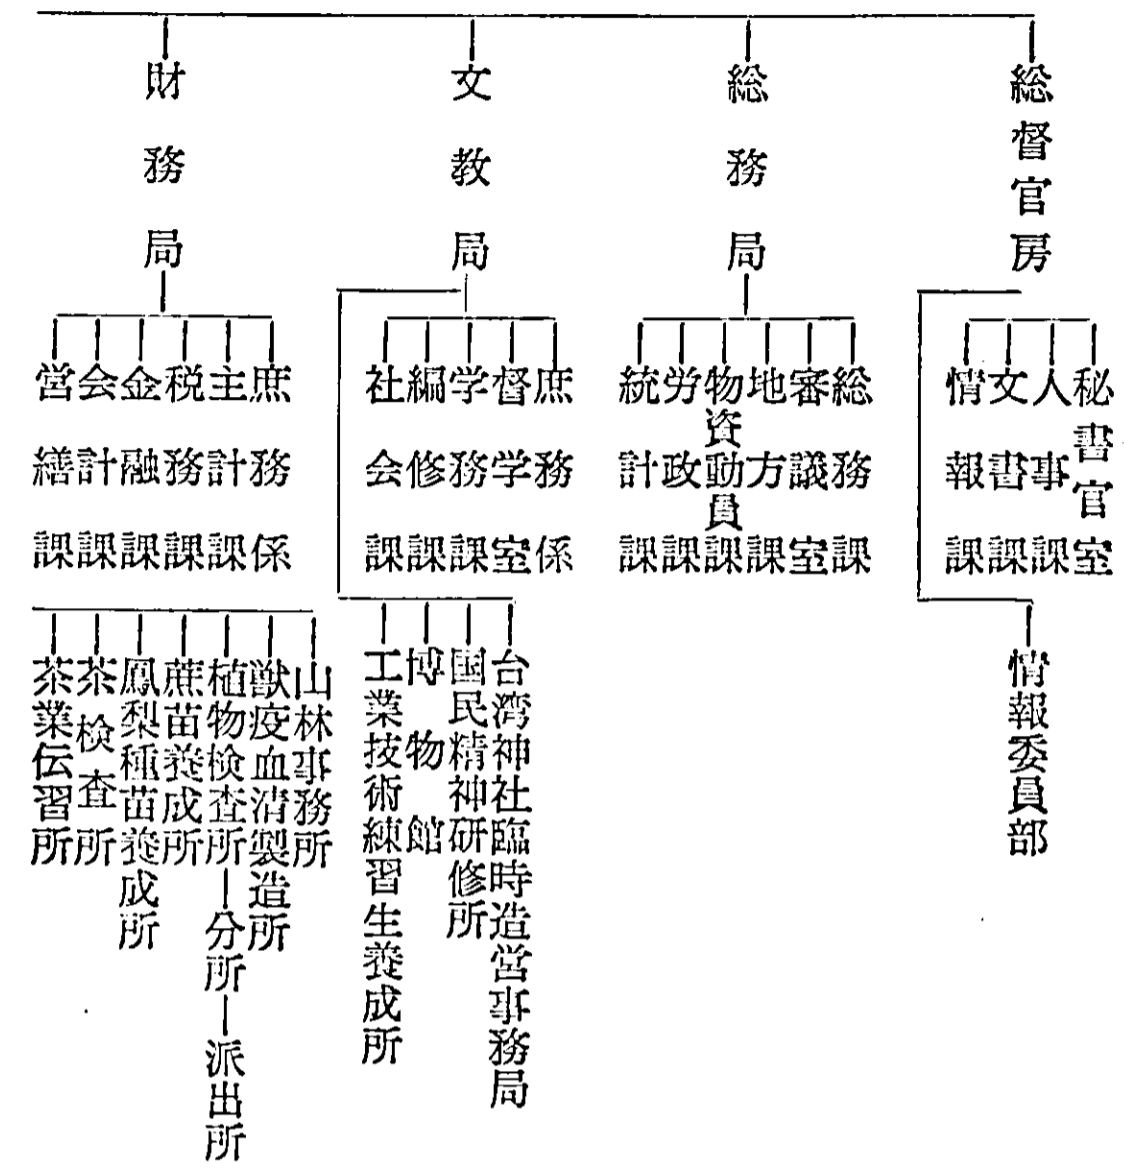 総督官房
秘書官室
人事課
文書課
情報課
情報委員部
総務局
総務課
審議室
地方課
物資動員課
労政課
統計課
文教局
庶務係
督学室
学務課
編修課
社会課
台湾神社臨時造営事務局
国民精神研修所
博物館
工業技術練習生養成所
財務局
庶務係
主計課
税務課
金融課
会計課
営繕課
山林事務所
獣疫血清製造所
植物検査所―分所―派出所
蔗苗養成所
鳳梨種苗養成所
茶検査所
茶業伝習所